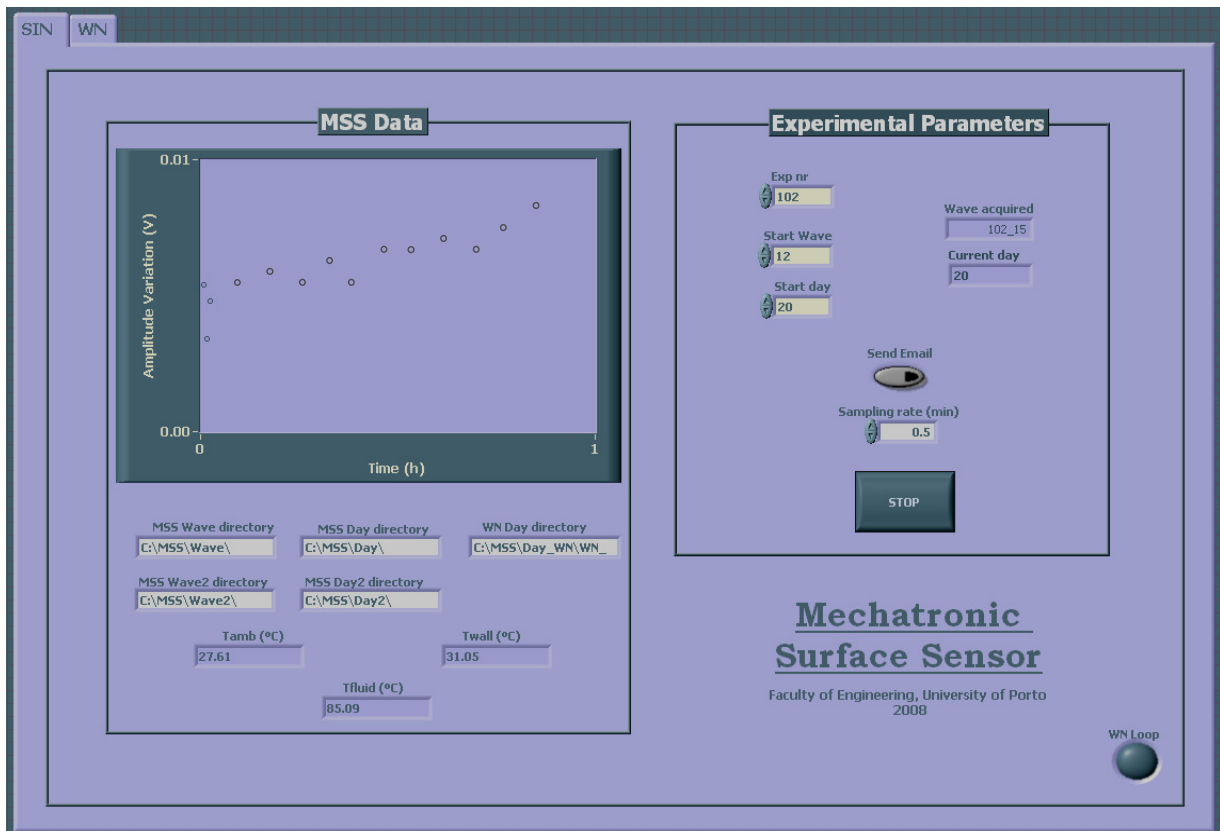 SIN
WN
MSS Data
0.01
Amplitude Variation (V)
0.00
0
1
Time (h)
MSS Wave directory
C:\MSS\Wave\
MSS Day directory
C:\MSS\Day\
WN Day directory
C:\MSS\Day_WN\WN_
MSS Wave2 directory
C:\MSS\Wave2\
MSS Day2 directory
C:\MSS\Day2\
Tamb (ºC)
27.61
Twall (ºC)
31.05
Tfluid (ºC)
85.09
Experimental Parameters
Exp nr
102
Start Wave
12
Start day
20
Wave acquired
102_15
Current day
20
Send Email
Sampling rate (min)
0.5
STOP
Mechatronic
Surface Sensor
Faculty of Engineering, University of Porto
2008
WN Loop